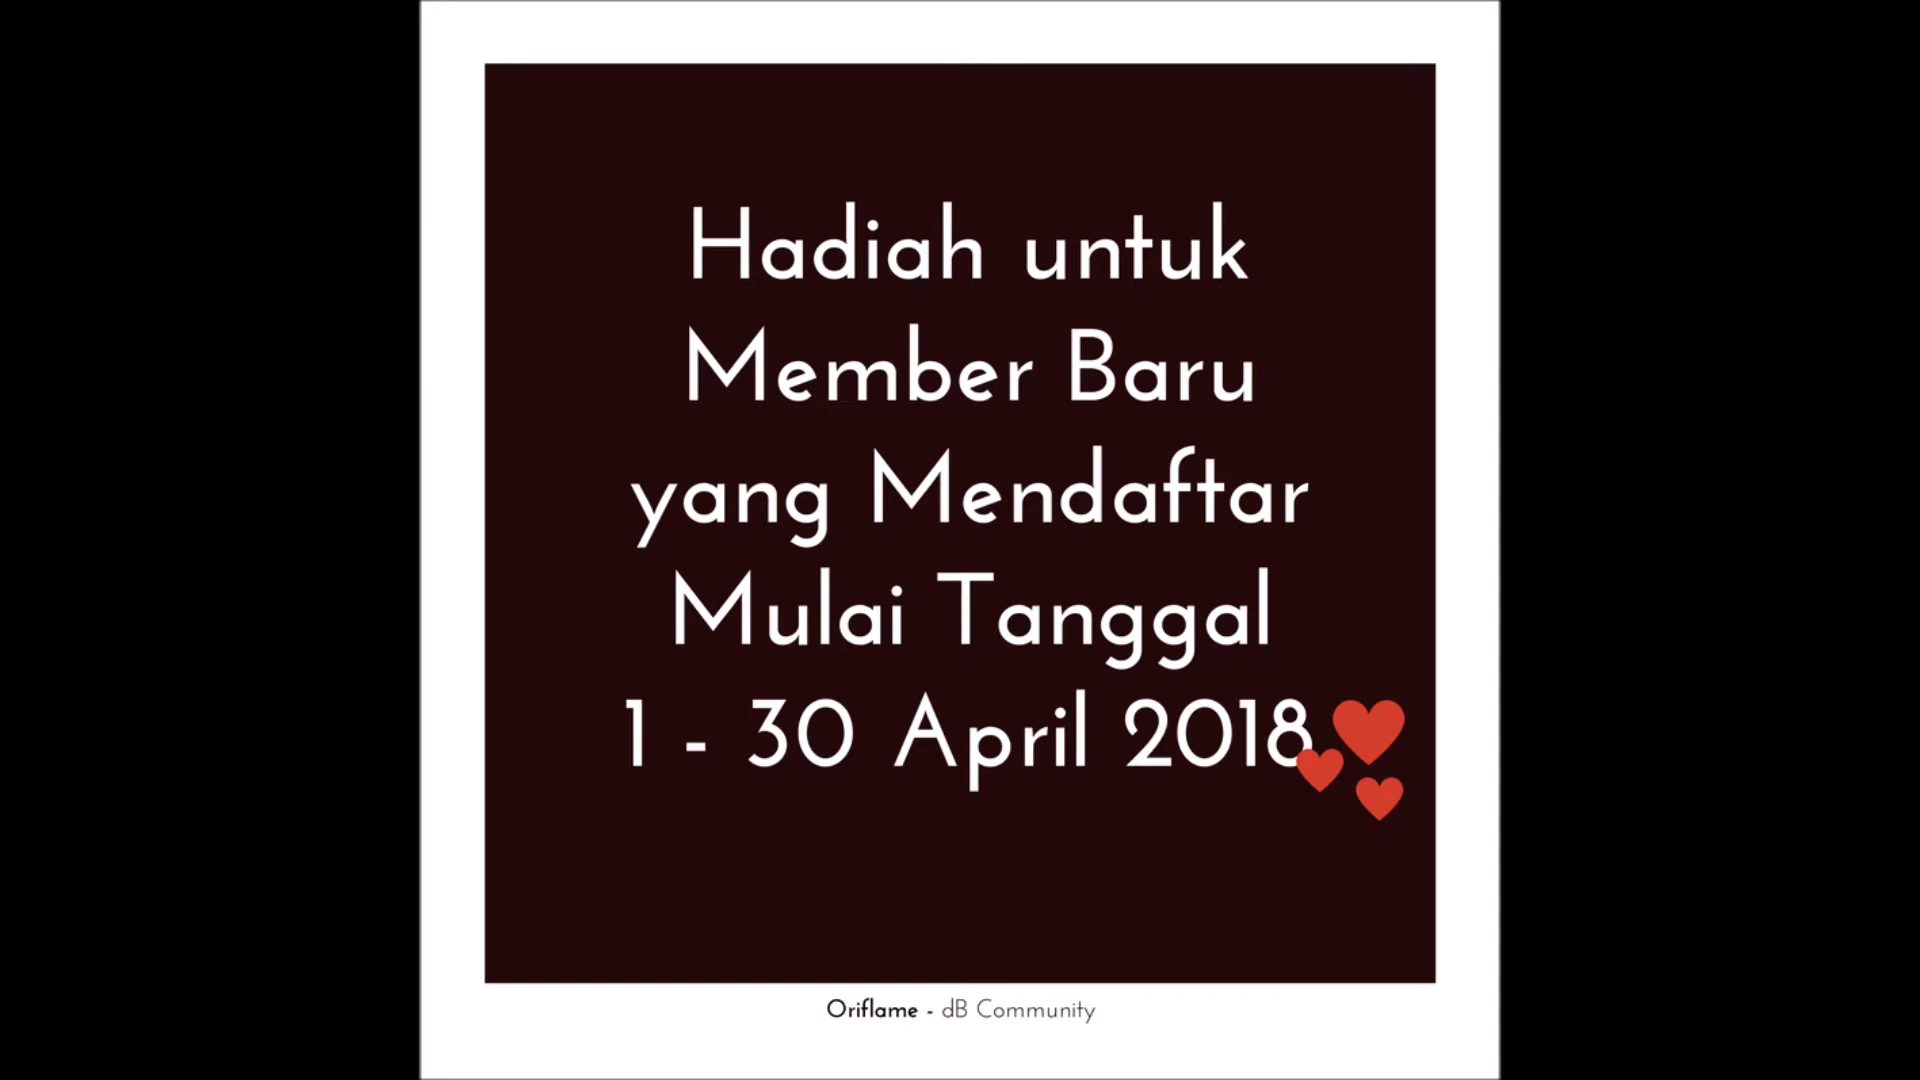 Hadiah untuk
Member Baru
yang Mendaftar
Mulai Tanggal
1 - 30 April 2018
Oriflame - dB Community